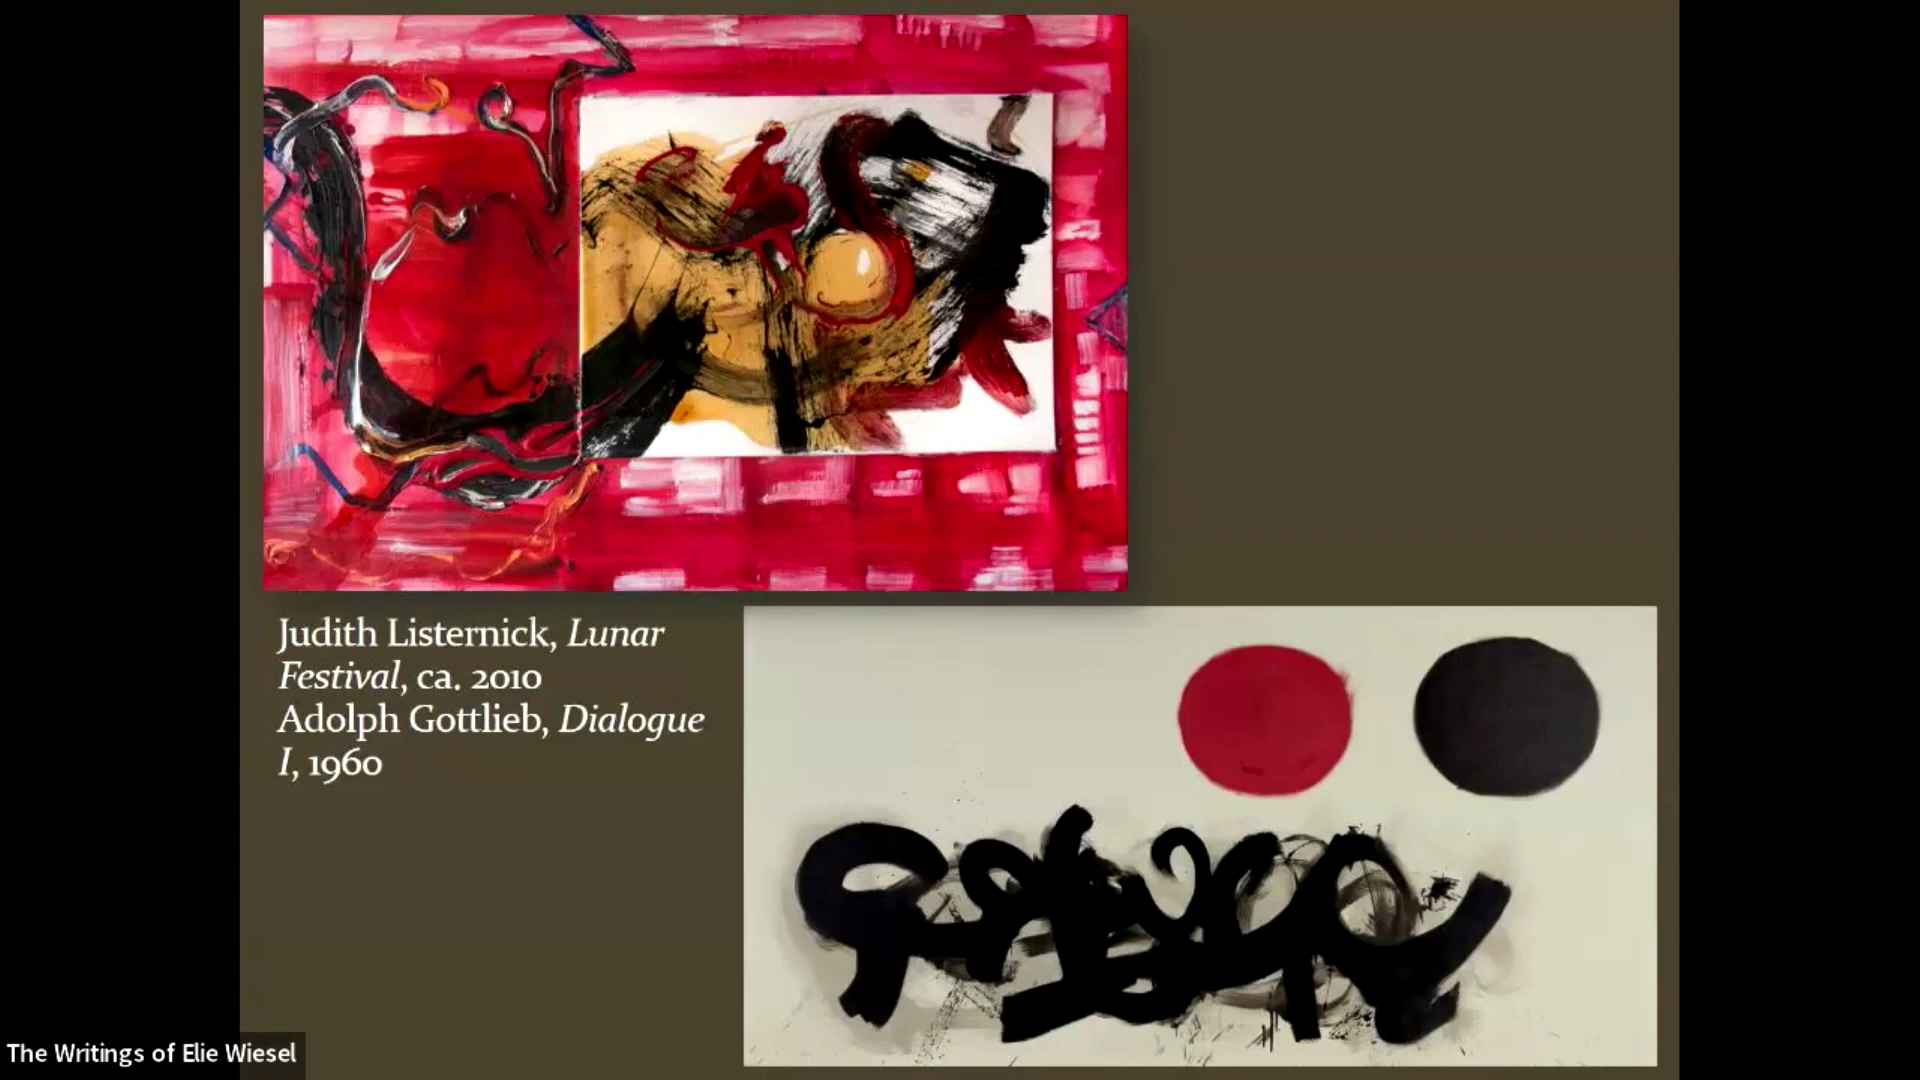 Judith Listernick, Lunar
Festival, ca. 2010
Adolph Gottlieb, Dialogue
I, 1960
The Writings of Elie Wiesel